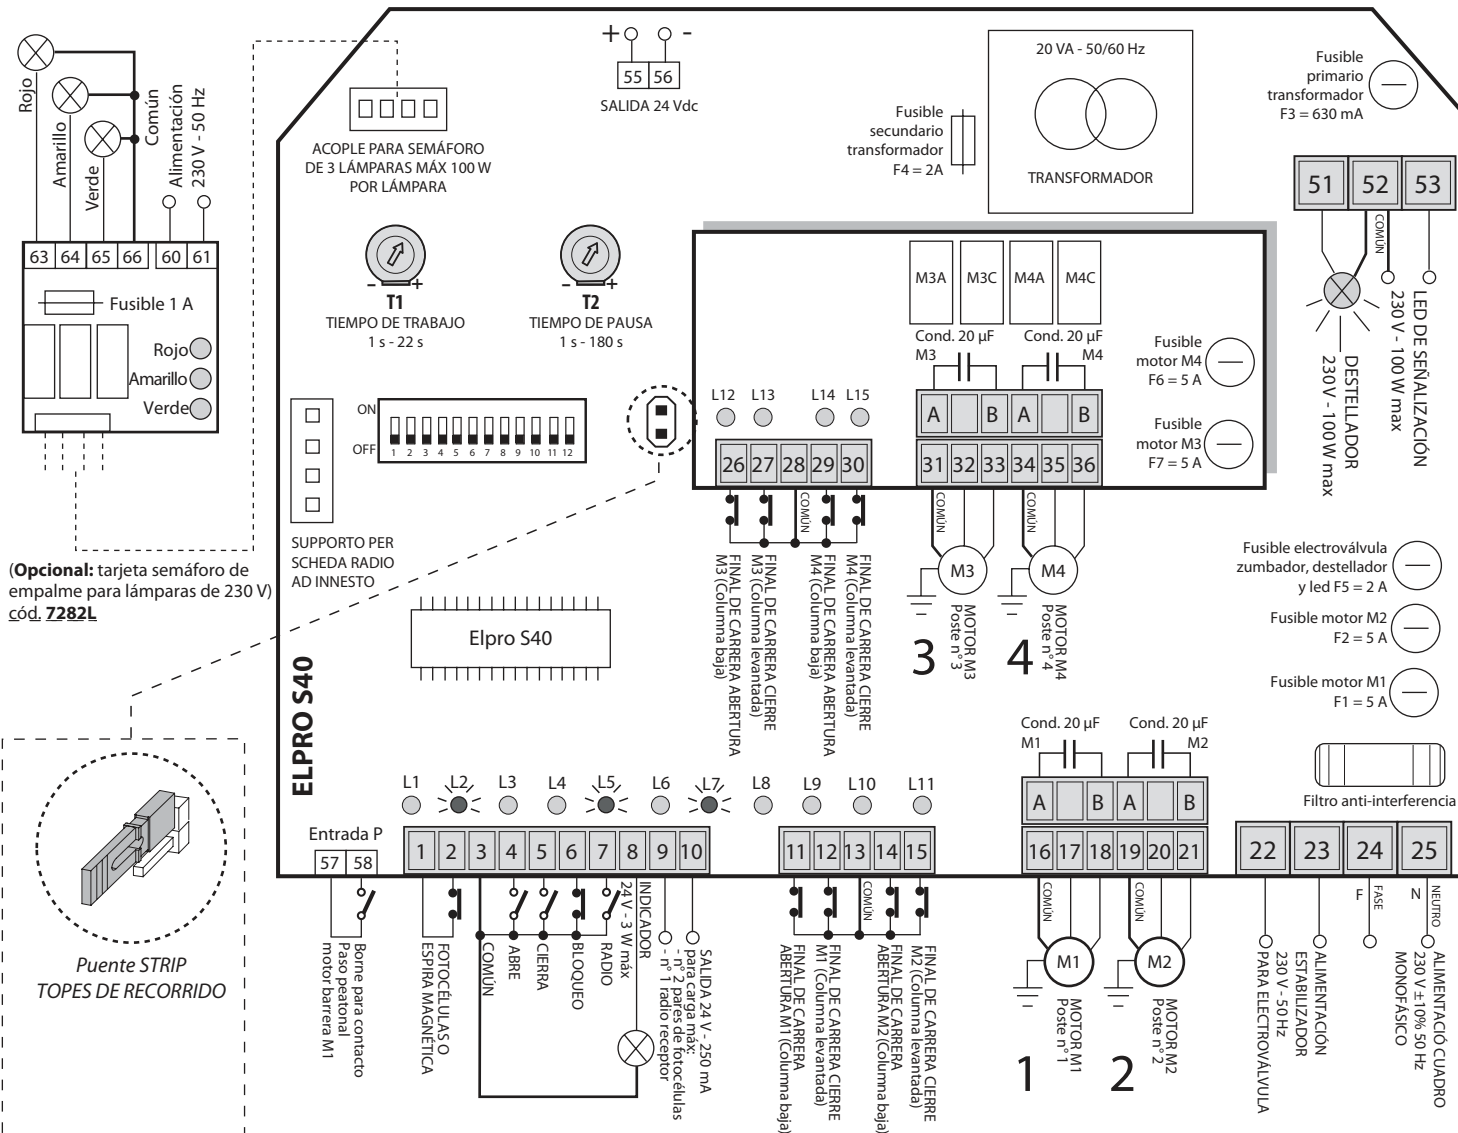 + -
55 56
SALIDA 24 Vdc
20 VA - 50/60 Hz
TRANSFORMADOR
Fusible
primario
transformador
F3 = 630 mA
Fusible
secundario
transformador
F4 = 2A
Rojo
Amarillo
Verde
Común
Alimentación
230 V - 50 Hz
63 64 65 66 60 61
Fusible 1 A
Rojo
Amarillo
Verde
ACOPLE PARA SEMÁFORO
DE 3 LÁMPARAS MÁX 100 W
POR LÁMPARA
- +
T1
TIEMPO DE TRABAJO
1 s - 22 s
- +
T2
TIEMPO DE PAUSA
1 s - 180 s
51 52 53
COMÚN
DESTELLADOR
230 V - 100 W max
230 V - 100 W max
LED DE SEÑALIZACIÓN
M3A M3C M4A M4C
Cond. 20 µF
M3
Cond. 20 µF
M4
A B A B
31 32 33 34 35 36
Fusible
motor M4
F6 = 5 A
Fusible
motor M3
F7 = 5 A
L12 L13 L14 L15
26 27 28 29 30
COMÚN
FINAL DE CARRERA ABERTURA
M3 (Columna baja)
FINAL DE CARRERA CIERRE
M3 (Columna levantada)
FINAL DE CARRERA ABERTURA
M4 (Columna baja)
FINAL DE CARRERA CIERRE
M4 (Columna levantada)
COMÚN
M3
MOTOR M3
Poste n° 3
3
COMÚN
M4
MOTOR M4
Poste n° 4
4
ON
OFF
1 2 3 4 5 6 7 8 9 10 11 12
SUPPORTO PER
SCHEDA RADIO
AD INNESTO
(Opcional: tarjeta semáforo de
empalme para lámparas de 230 V)
cód. 7282L
Elpro S40
ELPRO S40
Fusible electroválvula
zumbador, destellador
y led F5 = 2 A
Fusible motor M2
F2 = 5 A
Fusible motor M1
F1 = 5 A
Filtro anti-interferencia
Puente STRIP
TOPES DE RECORRIDO
L1 L2 L3 L4 L5 L6 L7 L8 L9 L10 L11
Entrada P
57 58
1 2 3 4 5 6 7 8 9 10
11 12 13 14 15
Cond. 20 µF
M1
Cond. 20 µF
M2
A B A B
16 17 18 19 20 21
22 23 24 25
Borne para contacto
Paso peatonal
motor barrera M1
FOTOCÉLULAS O
ESPIRA MAGNÉTICA
COMÚN
ABRE
CIERRA
BLOQUEO
RADIO
INDICADOR
24 V - 3 W máx
SALIDA 24 V - 250 mA
para carga máx:
- n° 2 pares de fotocélulas
- n° 1 radio receptor
COMÚN
FINAL DE CARRERA
ABERTURA M1 (Columna baja)
FINAL DE CARRERA CIERRE
M1 (Columna levantada)
FINAL DE CARRERA
ABERTURA M2 (Columna baja)
FINAL DE CARRERA CIERRE
M2 (Columna levantada)
COMÚN
M1
MOTOR M1
Poste n° 1
1
COMÚN
M2
MOTOR M2
Poste n° 2
2
230 V - 50 Hz
PARA ELECTROVÁLVULA
ALIMENTACIÓN
ESTABILIZADOR
F FASE
N NEUTRO
ALIMENTACIÓ CUADRO
230 V ±10% 50 Hz
MONOFÁSICO